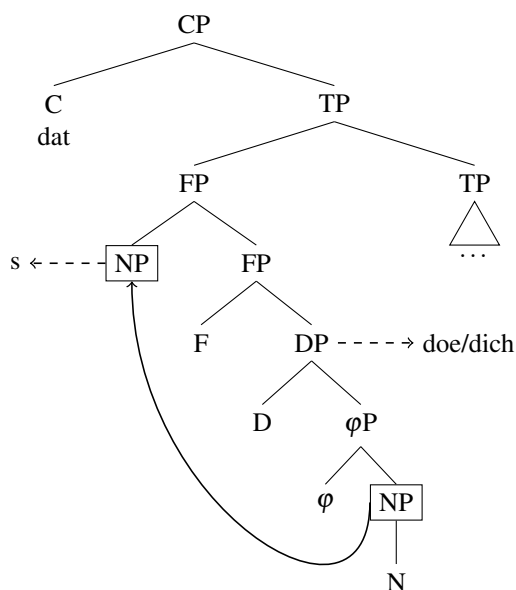 CP
C TP
dat
FP TP
s NP FP ...
F DP doe/dich
D φP
φ NP
N